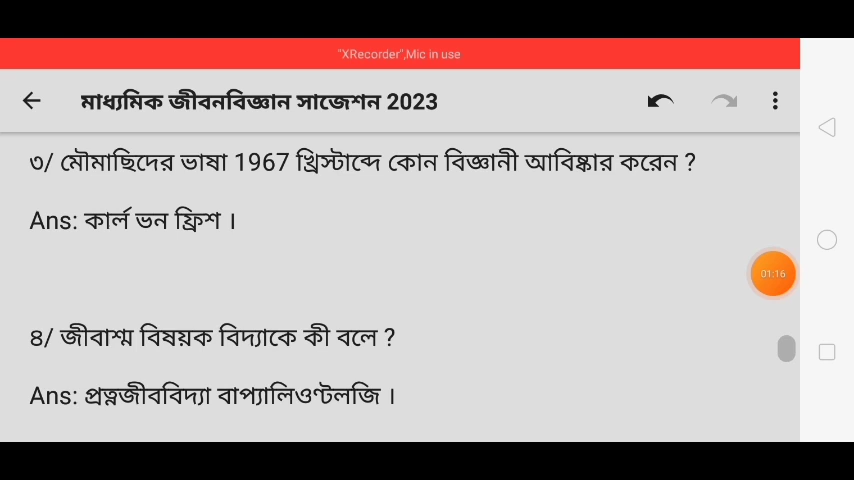 "XRecorder",Mic in use
মাধ্যমিক জীবনবিজ্ঞান সাজেশন 2023
৩/ মৌমাছিদের ভাষা 1967 খ্রিস্টাব্দে কোন বিজ্ঞানী আবিষ্কার করেন ?
Ans: কার্ল ভন ফ্রিশ ।
01:16
৪/ জীবাশ্ম বিষয়ক বিদ্যাকে কী বলে ?
Ans: প্রত্নজীববিদ্যা বাপ্যালিওণ্টলজি ।